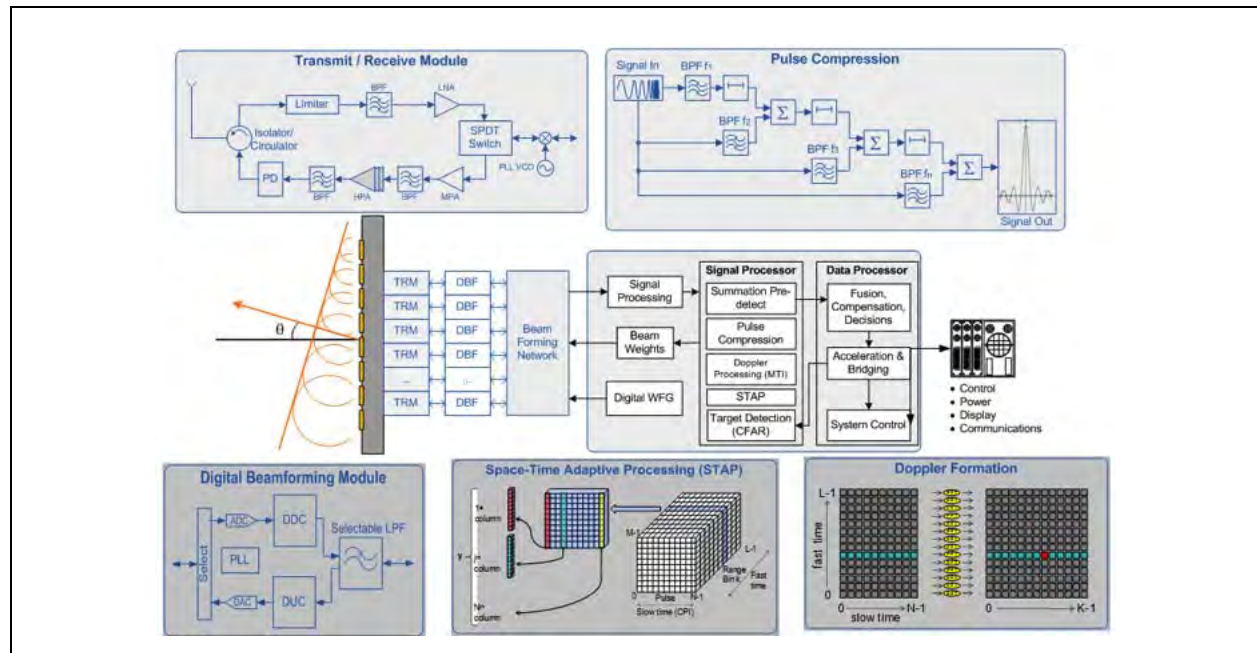 Transmit / Receive Module
BPF
LNA
Limiter
Isolator/
Circulator
SPDT
Switch
PLL VCO
PD
BPF
HPA
BPF
MPA
Pulse Compression
Signal In
BPF f1
BPF f2
Σ
BPF f3
Σ
BPF fn
Σ
Signal Out
θ
TRM
DBF
TRM
DBF
TRM
DBF
TRM
DBF
...
TRM
DBF
Beam
Forming
Network
Signal
Processing
Beam
Weights
Digital WFG
Signal Processor
Summation Pre-
detect
Pulse
Compression
Doppler
Processing (MTI)
STAP
Target Detection
(CFAR)
Data Processor
Fusion,
Compensation,
Decisions
Acceleration &
Bridging
System Control
• Control
• Power
• Display
• Communications
Digital Beamforming Module
Select
ADC
DDC
Selectable LPF
PLL
DAC
DUC
Space-Time Adaptive Processing (STAP)
column
column
column
M-1
L-1
Range
Bin k
Fast
time
0
Pulse
N-1
Slow time (CPI)
Doppler Formation
L-1
fast time
0
0
N-1
slow time
0
K-1